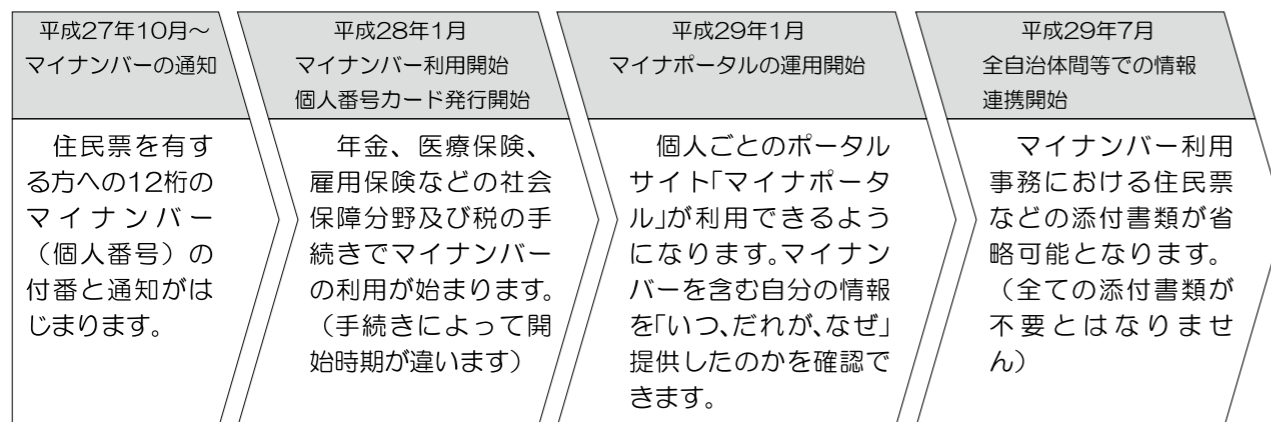 平成27年10月～
マイナンバーの通知
住民票を有す
る方への12桁の
マイナンバー
（個人番号）の
付番と通知がは
じまります。
平成28年1月
マイナンバー利用開始
個人番号カード発行開始
年金、医療保険、
雇用保険などの社会
保障分野及び税の手
続きでマイナンバー
の利用が始まります。
（手続きによって開
始時期が違います）
平成29年1月
マイナポータルの運用開始
個人ごとのポータル
サイト「マイナポータ
ル」が利用できるよう
になります。マイナン
バーを含む自分の情報
を「いつ、だれが、なぜ」
提供したのかを確認で
きます。
平成29年7月
全自治体間等での情報
連携開始
マイナンバー利用
事務における住民票
などの添付書類が省
略可能となります。
（全ての添付書類が
不要とはなりませ
ん）